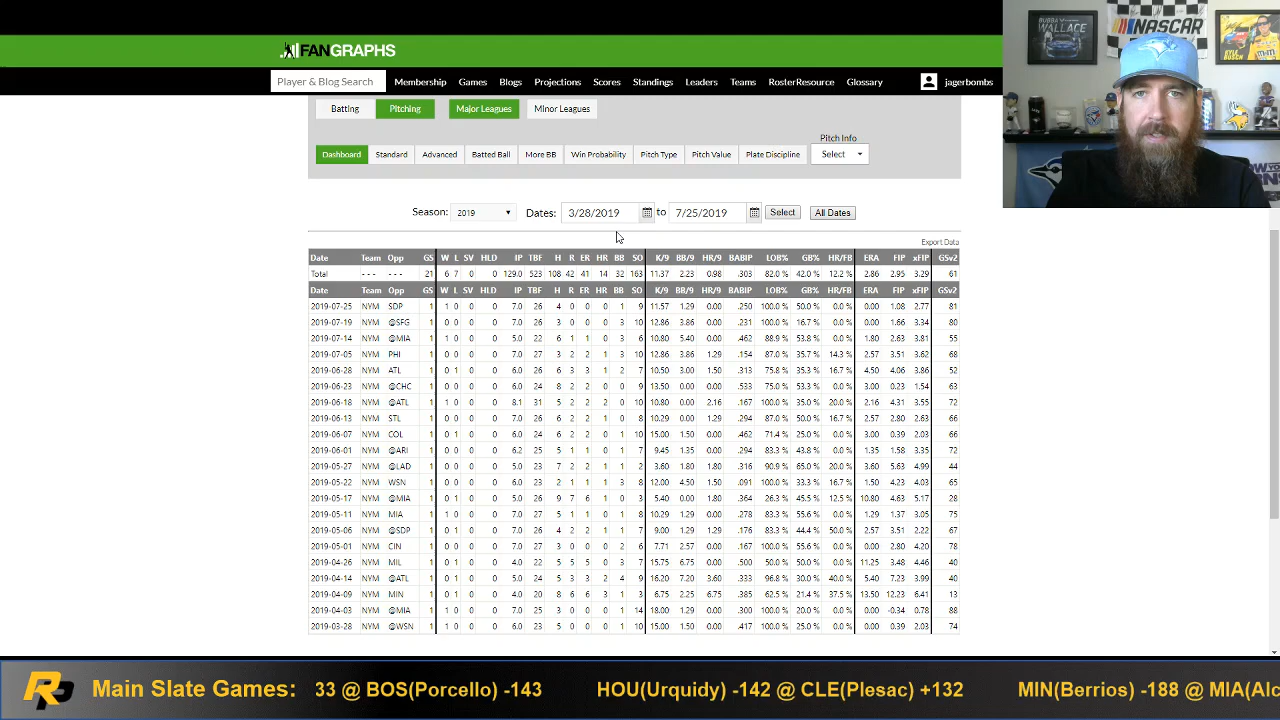 FANGRAPHS
Player & Blog Search Membership Games Blogs Projections Scores Standings Leaders Teams RosterResource Glossary jagerbombs
BUBBA WALLACE
NASCAR
KYLE BUSCH
Batting Pitching Major Leagues Minor Leagues
Pitch Info
Dashboard Standard Advanced Batted Ball More BB Win Probability Pitch Type Pitch Value Plate Discipline Select
Season: 2019 Dates: 3/28/2019 to 7/25/2019 Select All Dates
Export Data
Date Team Opp GS W L SV HLD IP TBF H R ER HR BB SO K/9 BB/9 HR/9 BABIP LOB% GB% HR/FB ERA FIP xFIP GSv2
Total - - - - - - 21 6 7 0 0 129.0 523 108 42 41 14 32 163 11.37 2.23 0.98 .303 82.0 % 42.0 % 12.2 % 2.86 2.95 3.29 61
Date Team Opp GS W L SV HLD IP TBF H R ER HR BB SO K/9 BB/9 HR/9 BABIP LOB% GB% HR/FB ERA FIP xFIP GSv2
2019-07-25 NYM SDP 1 1 0 0 0 7.0 26 4 0 0 0 1 9 11.57 1.29 0.00 .250 100.0 % 50.0 % 0.0 % 0.00 1.08 2.77 81
2019-07-19 NYM @SFG 1 0 0 0 0 7.0 26 3 0 0 0 3 10 12.86 3.86 0.00 .231 100.0 % 16.7 % 0.0 % 0.00 1.66 3.34 80
2019-07-14 NYM @MIA 1 1 0 0 0 5.0 22 6 1 1 0 3 6 10.80 5.40 0.00 .462 88.9 % 53.8 % 0.0 % 1.80 2.63 3.81 55
2019-07-05 NYM PHI 1 0 0 0 0 7.0 27 3 2 2 1 3 10 12.86 3.86 1.29 .154 87.0 % 35.7 % 14.3 % 2.57 3.51 3.62 68
2019-06-28 NYM ATL 1 0 0 0 0 6.0 26 6 3 3 1 2 7 10.50 3.00 1.50 .313 75.8 % 35.3 % 16.7 % 4.50 4.06 3.86 52
2019-06-23 NYM @CHC 1 0 0 0 0 6.0 24 8 2 2 0 0 9 13.50 0.00 0.00 .533 75.0 % 53.3 % 0.0 % 3.00 0.23 1.54 63
2019-06-18 NYM @ATL 1 1 0 0 0 8.1 31 5 2 2 2 0 10 10.80 0.00 2.16 .167 100.0 % 35.0 % 20.0 % 2.16 4.31 3.55 72
2019-06-13 NYM STL 1 0 0 0 0 7.0 26 6 2 2 1 0 8 10.29 0.00 1.29 .294 87.0 % 50.0 % 16.7 % 2.57 2.80 2.63 66
2019-06-07 NYM COL 1 0 1 0 0 6.0 24 6 2 2 0 1 10 15.00 1.50 0.00 .462 71.4 % 25.0 % 0.0 % 3.00 0.39 2.03 66
2019-06-01 NYM @ARI 1 0 0 0 0 6.2 25 5 1 1 0 1 7 9.45 1.35 0.00 .294 83.3 % 43.8 % 0.0 % 1.35 1.58 3.35 72
2019-05-27 NYM @LAD 1 0 0 0 0 5.0 23 7 2 2 1 1 2 3.60 1.80 1.80 .316 90.9 % 65.0 % 20.0 % 3.60 5.63 4.99 44
2019-05-22 NYM WSN 1 0 0 0 0 6.0 23 2 1 1 1 3 8 12.00 4.50 1.50 .091 100.0 % 33.3 % 16.7 % 1.50 4.23 4.03 65
2019-05-17 NYM @MIA 1 0 1 0 0 5.0 26 9 7 6 1 0 3 5.40 0.00 1.80 .364 26.3 % 45.5 % 12.5 % 10.80 4.63 5.17 28
2019-05-11 NYM MIA 1 1 0 0 0 7.0 27 5 1 1 0 1 8 10.29 1.29 0.00 .278 83.3 % 55.6 % 0.0 % 1.29 1.37 3.05 75
2019-05-06 NYM @SDP 1 0 1 0 0 7.0 26 4 2 2 1 1 7 9.00 1.29 1.29 .176 83.3 % 44.4 % 50.0 % 2.57 3.51 2.22 67
2019-05-01 NYM CIN 1 0 0 0 0 7.0 27 3 0 0 0 2 6 7.71 2.57 0.00 .167 100.0 % 55.6 % 0.0 % 0.00 2.80 4.20 78
2019-04-26 NYM MIL 1 0 1 0 0 4.0 22 5 5 5 0 3 7 15.75 6.75 0.00 .500 50.0 % 50.0 % 0.0 % 11.25 3.48 4.46 40
2019-04-14 NYM @ATL 1 0 1 0 0 5.0 24 5 3 3 2 4 9 16.20 7.20 3.60 .333 96.8 % 30.0 % 40.0 % 5.40 7.23 3.99 40
2019-04-09 NYM MIN 1 0 1 0 0 4.0 20 8 6 6 3 1 3 6.75 2.25 6.75 .385 62.5 % 21.4 % 37.5 % 13.50 12.23 6.41 13
2019-04-03 NYM @MIA 1 1 0 0 0 7.0 25 3 0 0 0 1 14 18.00 1.29 0.00 .300 100.0 % 20.0 % 0.0 % 0.00 -0.34 0.78 88
2019-03-28 NYM @WSN 1 1 0 0 0 6.0 23 5 0 0 0 1 10 15.00 1.50 0.00 .417 100.0 % 25.0 % 0.0 % 0.00 0.39 2.03 74
Main Slate Games: 33 @ BOS(Porcello) -143 HOU(Urquidy) -142 @ CLE(Plesac) +132 MIN(Berrios) -188 @ MIA(Alc